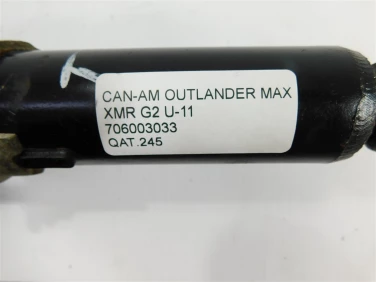 CAN-AM OUTLANDER MAX
XMR G2 U-11
706003033
QAT.245